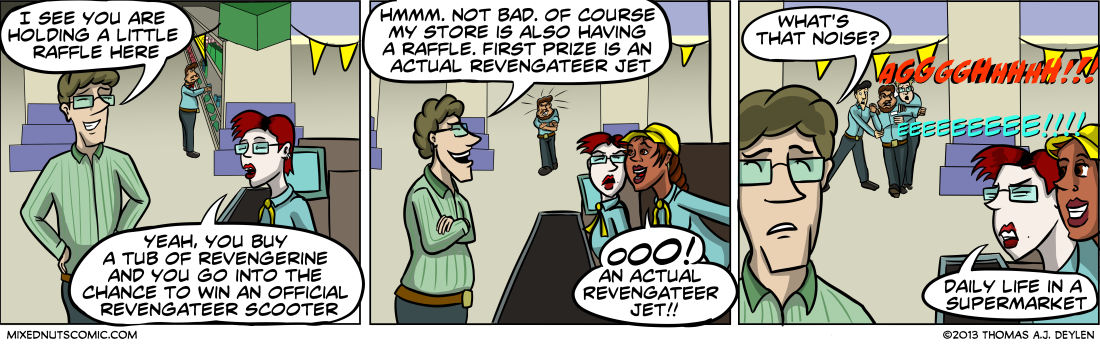 I SEE YOU ARE
HOLDING A LITTLE
RAFFLE HERE
YEAH, YOU BUY
A TUB OF REVENGERINE
AND YOU GO INTO THE
CHANCE TO WIN AN OFFICIAL
REVENGATEER SCOOTER
HMMM. NOT BAD. OF COURSE
MY STORE IS ALSO HAVING
A RAFFLE. FIRST PRIZE IS AN
ACTUAL REVENGATEER JET
OOO!
AN ACTUAL
REVENGATEER
JET!!
WHAT'S
THAT NOISE?
AGGGGGHHHHH!!!
EEEEEEEEEE!!!!
DAILY LIFE IN A
SUPERMARKET
MIXEDNUTSCOMIC.COM
©2013 THOMAS A.J. DEYLEN